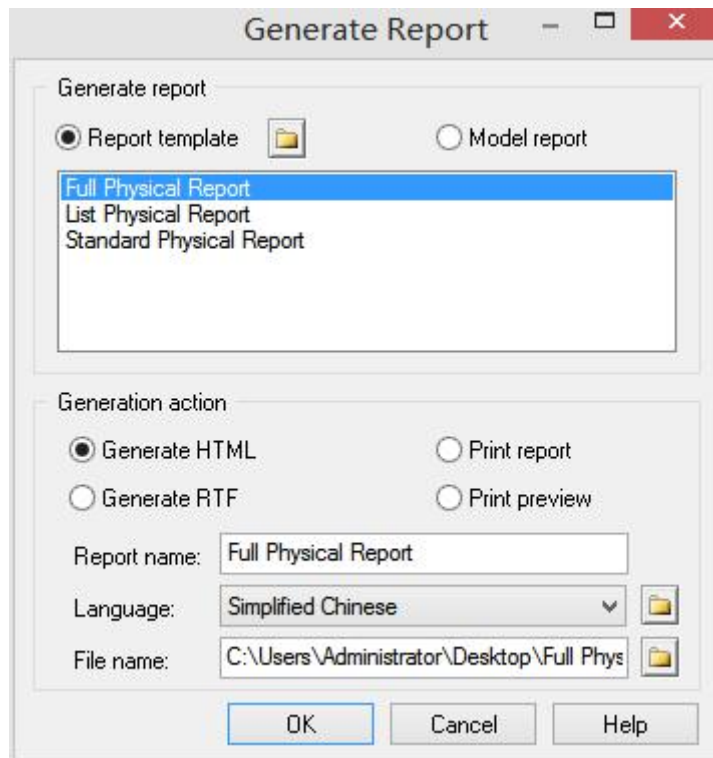 Generate Report
Generate report
Report template
Model report
Full Physical Report
List Physical Report
Standard Physical Report
Generation action
Generate HTML
Print report
Generate RTF
Print preview
Report name: Full Physical Report
Language: Simplified Chinese
File name: C:\Users\Administrator\Desktop\Full Phys
OK Cancel Help